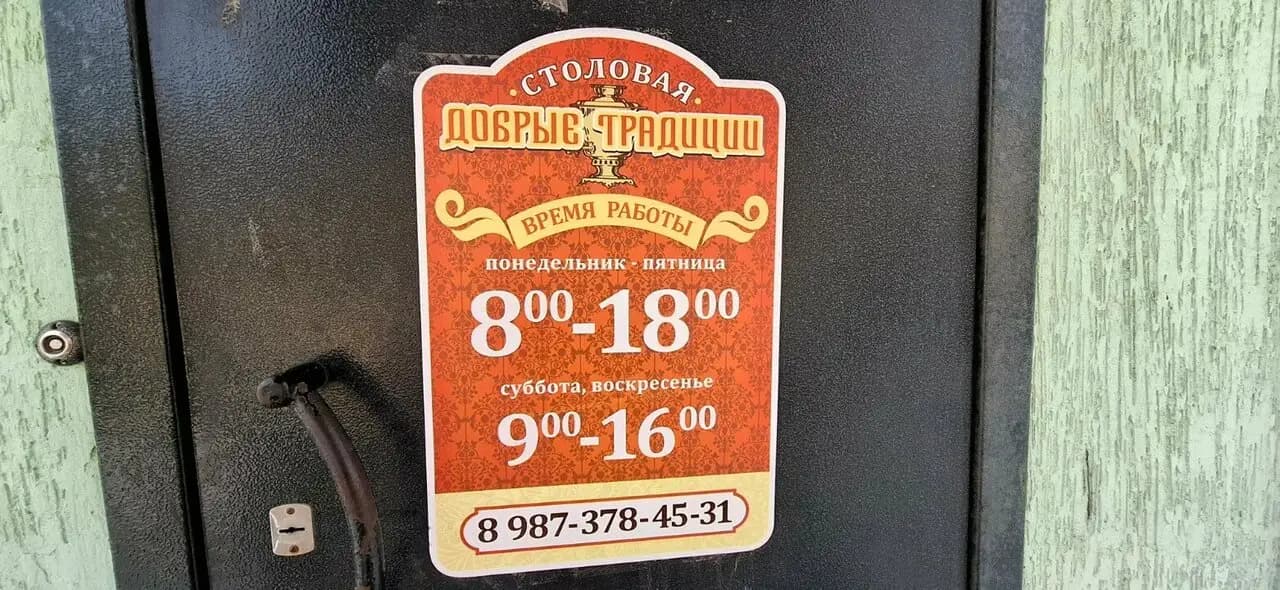 СТОЛОВАЯ
ДОБРЫЕ ТРАДИЦИИ
ВРЕМЯ РАБОТЫ
понедельник - пятница
8⁰⁰-18⁰⁰
суббота, воскресенье
9⁰⁰-16⁰⁰
8 987-378-45-31